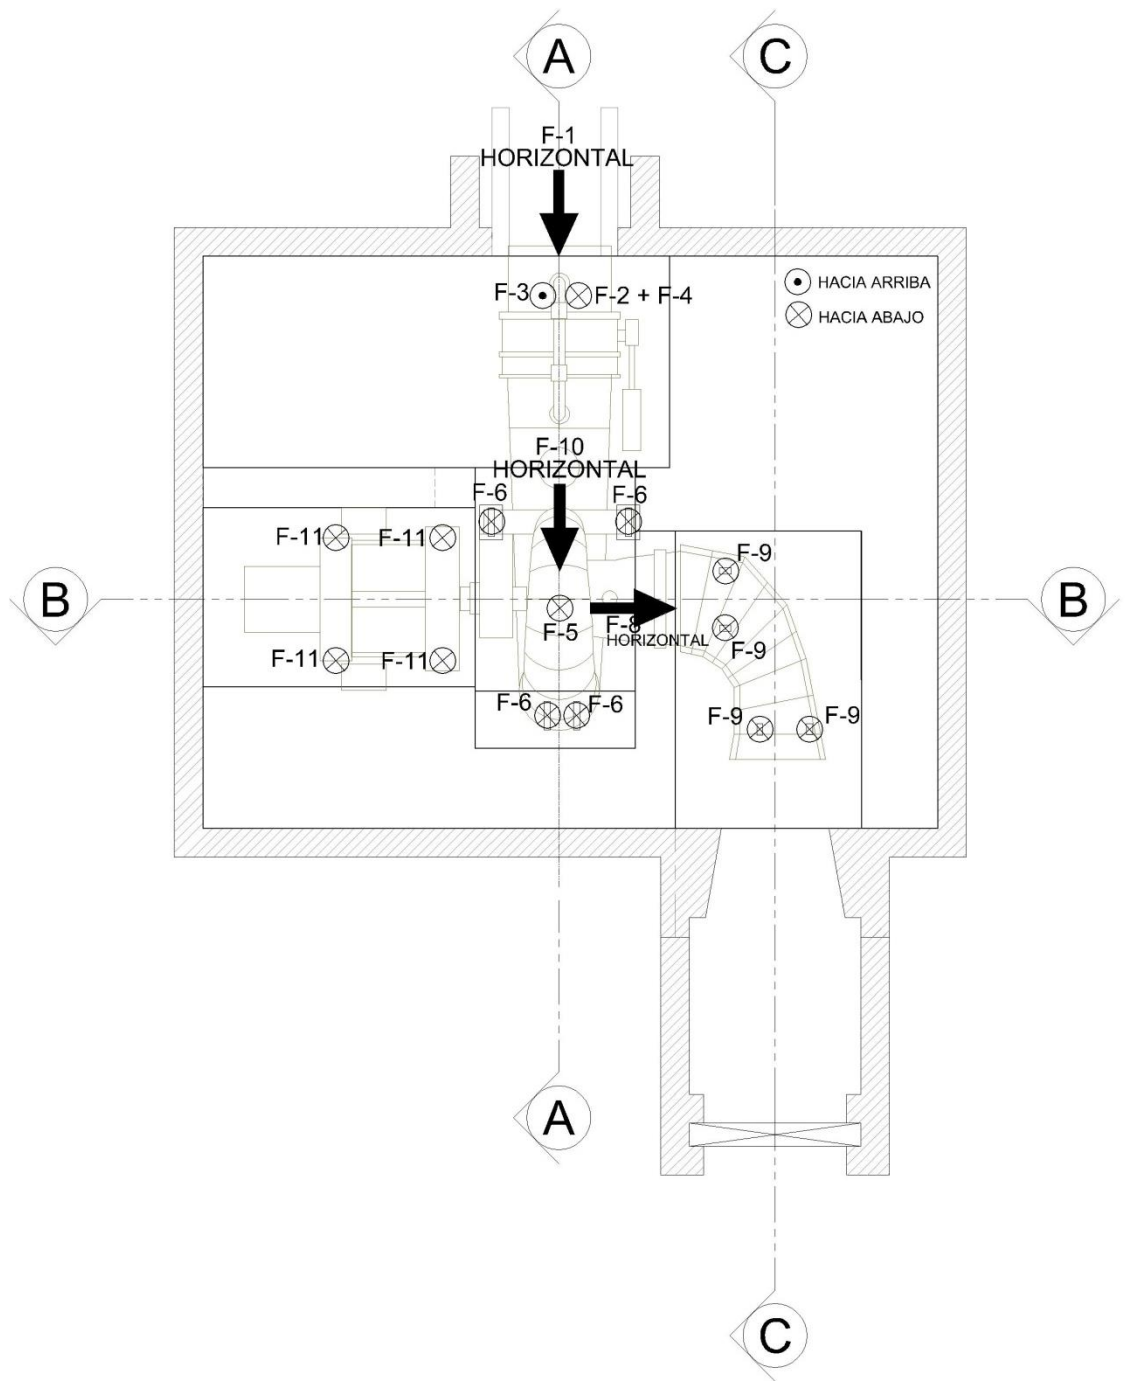 A
C
F-1
HORIZONTAL
F-3
F-2 + F-4
HACIA ARRIBA
HACIA ABAJO
F-10
HORIZONTAL
F-6
F-6
F-11
F-11
F-9
B
B
F-5
F-8
HORIZONTAL
F-9
F-11
F-11
F-6
F-6
F-9
F-9
A
C